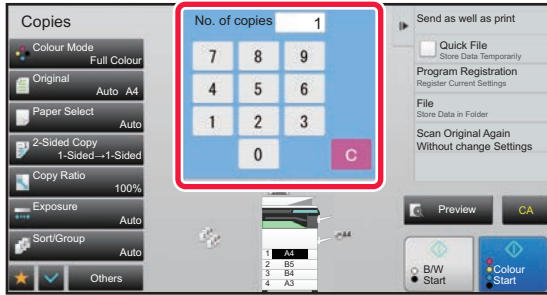 Copies
Colour Mode
Full Colour
Original
Auto A4
Paper Select
Auto
2-Sided Copy
1-Sided→1-Sided
Copy Ratio
100%
Exposure
Auto
Sort/Group
Auto
Others
No. of copies 1
7 8 9
4 5 6
1 2 3
0 C
A4
1 A4
2 B5
3 B4
4 A3
Send as well as print
Quick File
Store Data Temporarily
Program Registration
Register Current Settings
File
Store Data in Folder
Scan Original Again
Without change Settings
Preview
CA
B/W
Start
Colour
Start